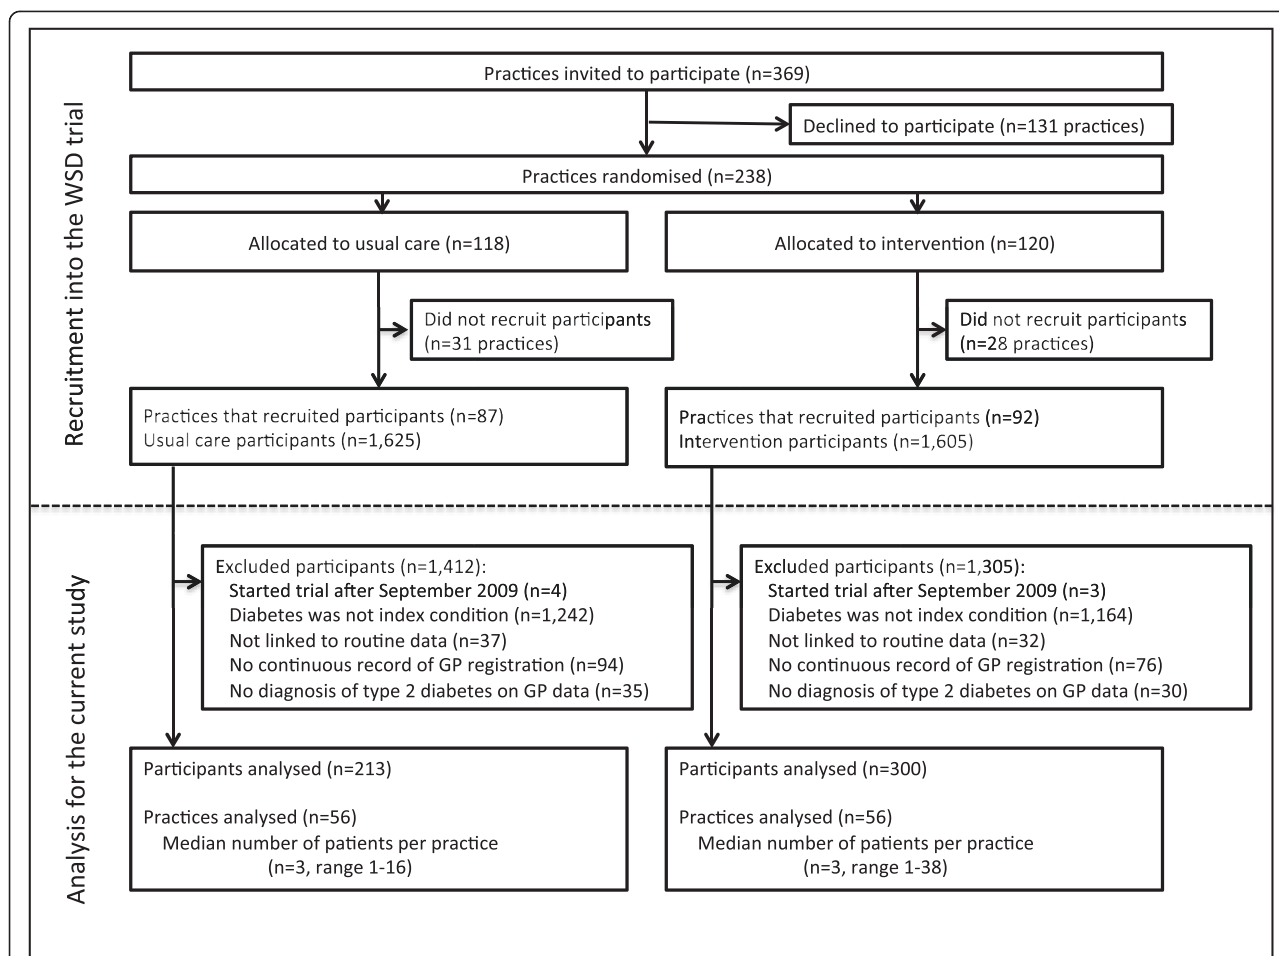 Recruitment into the WSD trial
Practices invited to participate (n=369)
Declined to participate (n=131 practices)
Practices randomised (n=238)
Allocated to usual care (n=118)
Allocated to intervention (n=120)
Did not recruit participants
(n=31 practices)
Did not recruit participants
(n=28 practices)
Practices that recruited participants (n=87)
Usual care participants (n=1,625)
Practices that recruited participants (n=92)
Intervention participants (n=1,605)
Analysis for the current study
Excluded participants (n=1,412):
Started trial after September 2009 (n=4)
Diabetes was not index condition (n=1,242)
Not linked to routine data (n=37)
No continuous record of GP registration (n=94)
No diagnosis of type 2 diabetes on GP data (n=35)
Excluded participants (n=1,305):
Started trial after September 2009 (n=3)
Diabetes was not index condition (n=1,164)
Not linked to routine data (n=32)
No continuous record of GP registration (n=76)
No diagnosis of type 2 diabetes on GP data (n=30)
Participants analysed (n=213)
Practices analysed (n=56)
Median number of patients per practice
(n=3, range 1-16)
Participants analysed (n=300)
Practices analysed (n=56)
Median number of patients per practice
(n=3, range 1-38)